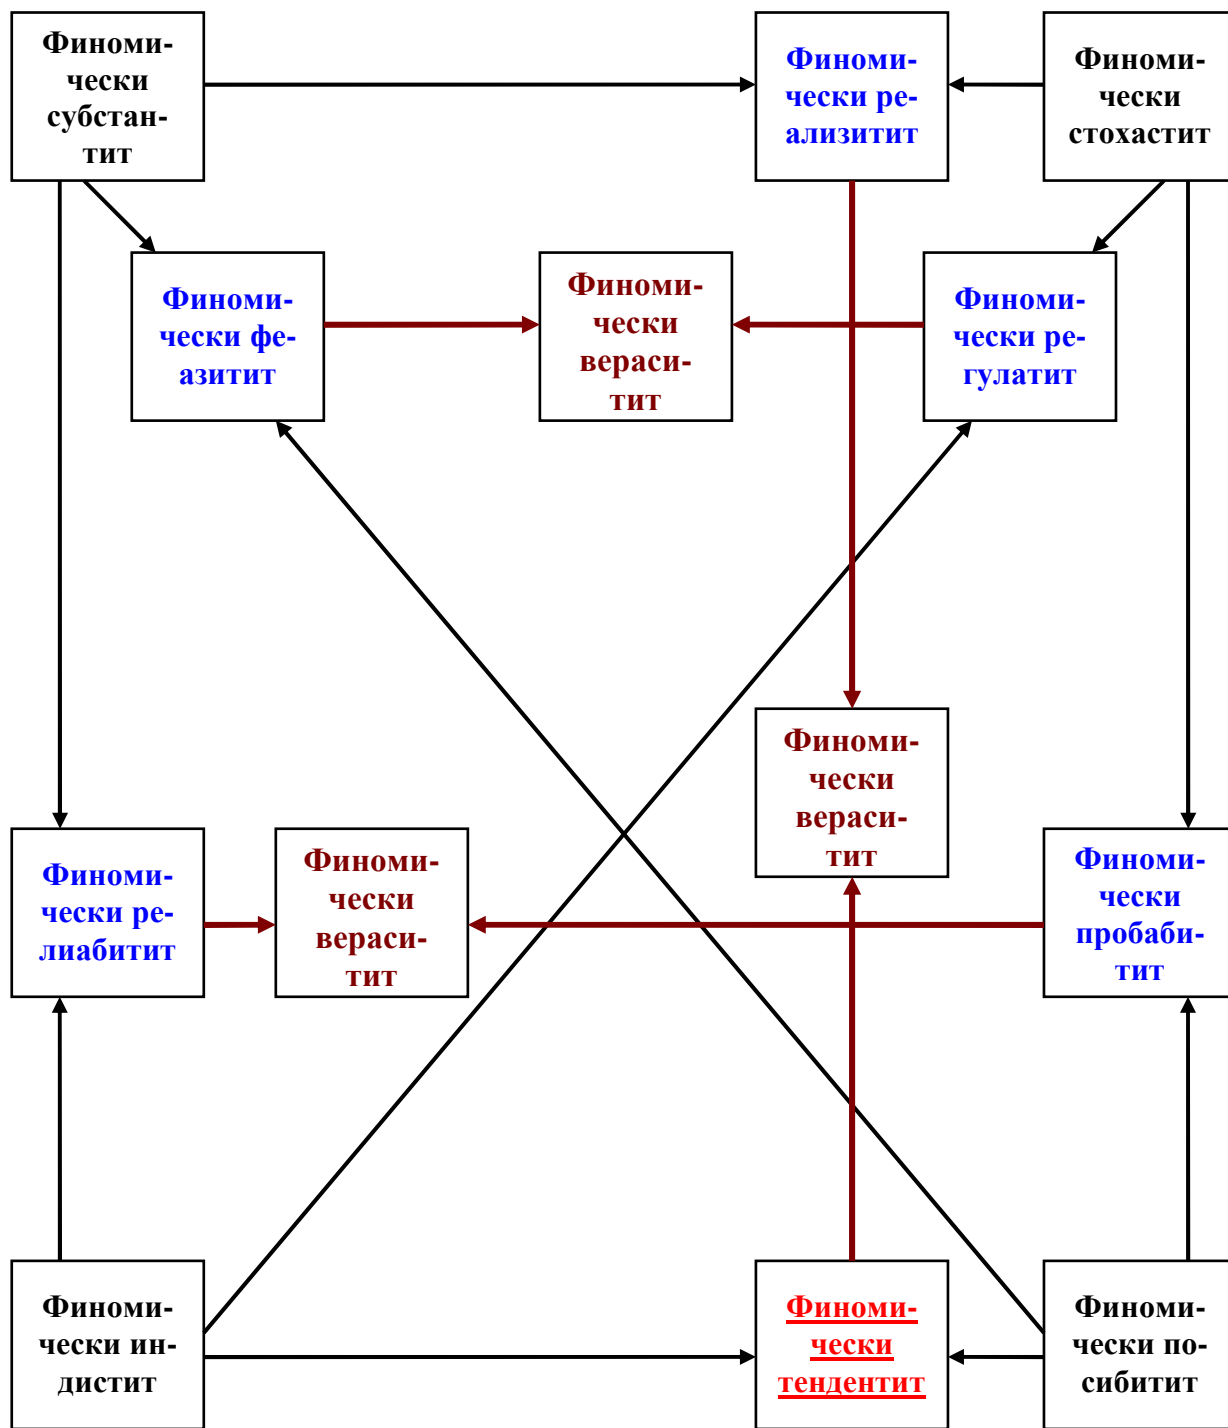 Финоми-
чески
субстан-
тит
Финоми-
чески ре-
ализитит
Финоми-
чески
стохастит
Финоми-
чески фе-
азитит
Финоми-
чески
вераси-
тит
Финоми-
чески ре-
гулатит
Финоми-
чески
вераси-
тит
Финоми-
чески ре-
лиабитит
Финоми-
чески
вераси-
тит
Финоми-
чески
пробаби-
тит
Финоми-
чески ин-
дистит
Финоми-
чески
тендентит
Финоми-
чески по-
сибитит